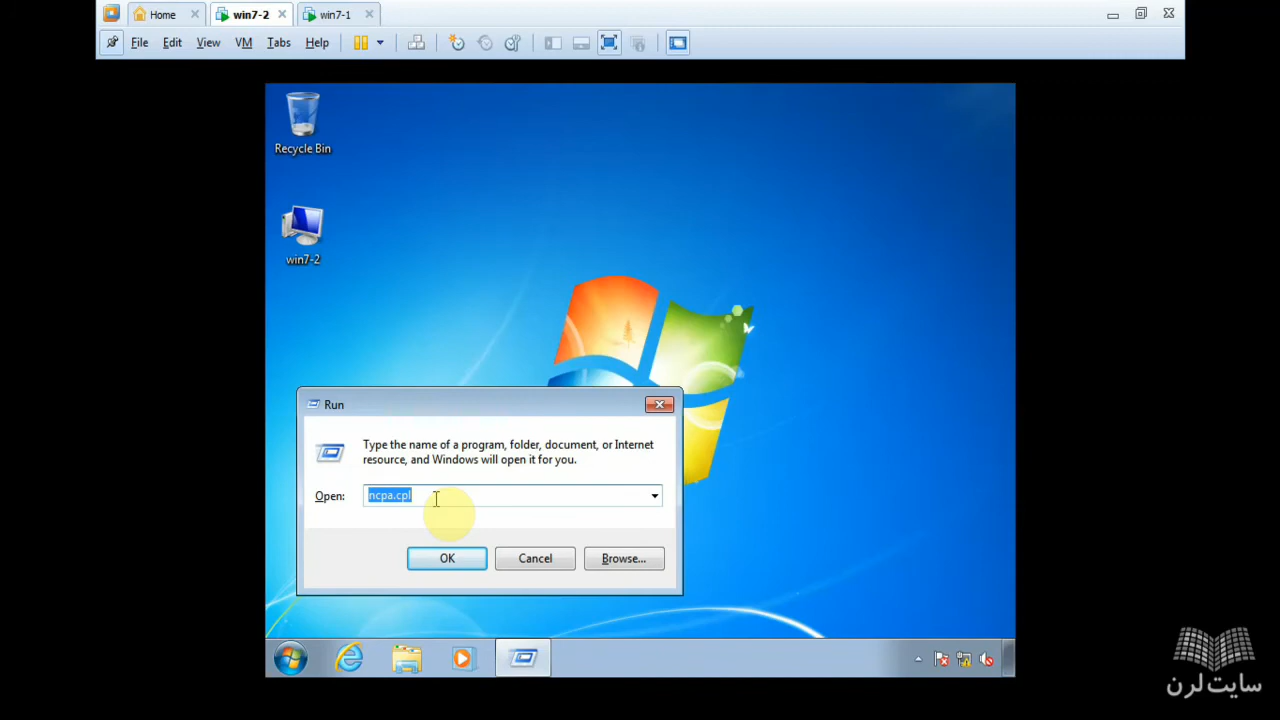 Home
win7-2
win7-1
File Edit View VM Tabs Help
Recycle Bin
win7-2
Run
Type the name of a program, folder, document, or Internet
resource, and Windows will open it for you.
Open: ncpa.cpl
OK Cancel Browse...
سایت لرن